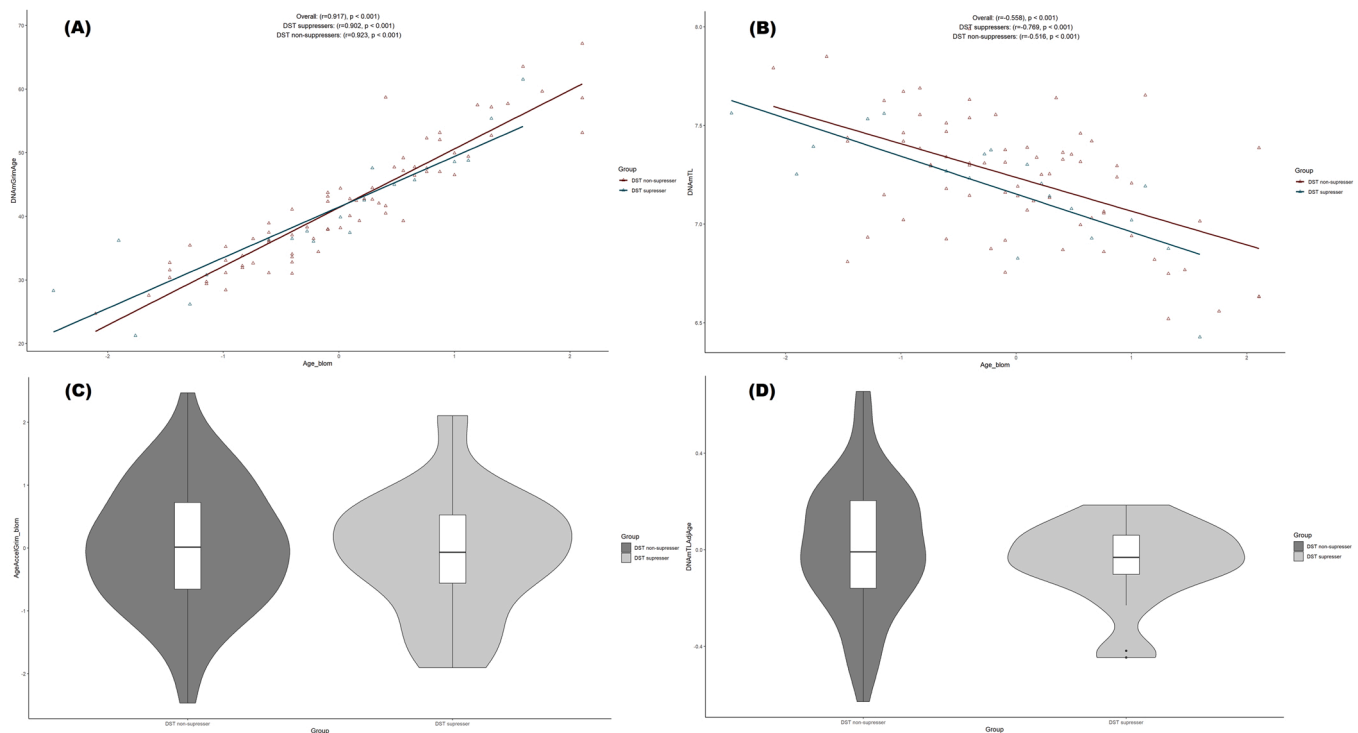 (A)
Overall: (r=0.917), p < 0.001)
DST suppressers: (r=0.902, p < 0.001)
DST non-suppressers: (r=0.923, p < 0.001)
70
60
50
40
30
20
DNAmGrimAge
-2
-1
0
1
2
Age_blom
Group
DST non-supresser
DST supresser
(B)
Overall: (r=-0.558), p < 0.001)
DST suppressers: (r=-0.769, p < 0.001)
DST non-suppressers: (r=-0.516, p < 0.001)
8.0
7.5
7.0
6.5
DNAmTL
-2
-1
0
1
2
Age_blom
Group
DST non-supresser
DST supresser
(C)
2
1
0
-1
-2
AgeAccelGrim_blom
DST non-supresser
DST supresser
Group
Group
DST non-supresser
DST supresser
(D)
0.4
0.0
-0.4
DNAmTLAdjAge
DST non-supresser
DST supresser
Group
Group
DST non-supresser
DST supresser